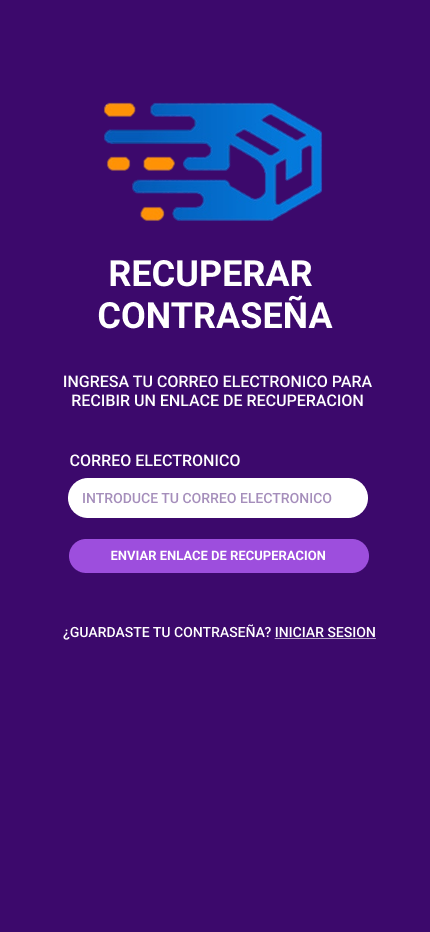 RECUPERAR
CONTRASEÑA
INGRESA TU CORREO ELECTRONICO PARA
RECIBIR UN ENLACE DE RECUPERACION
CORREO ELECTRONICO
INTRODUCE TU CORREO ELECTRONICO
ENVIAR ENLACE DE RECUPERACION
¿GUARDASTE TU CONTRASEÑA? INICIAR SESION